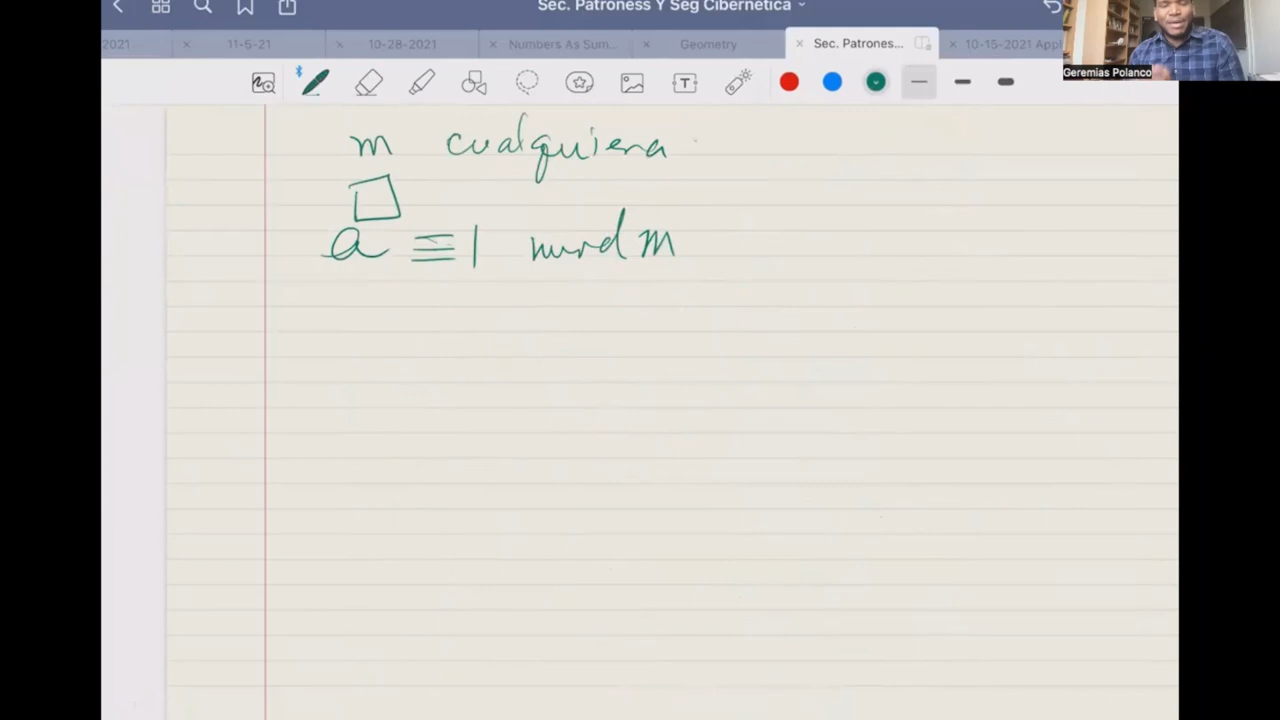 Sec. Patroness Y Seg Cibernetica
2021
11-5-21
10-28-2021
Numbers As Sum...
Geometry
Sec. Patrones...
10-15-2021 Appl
T
Geremias Polanco
m cualquiera
a □ ≡ 1 mod m